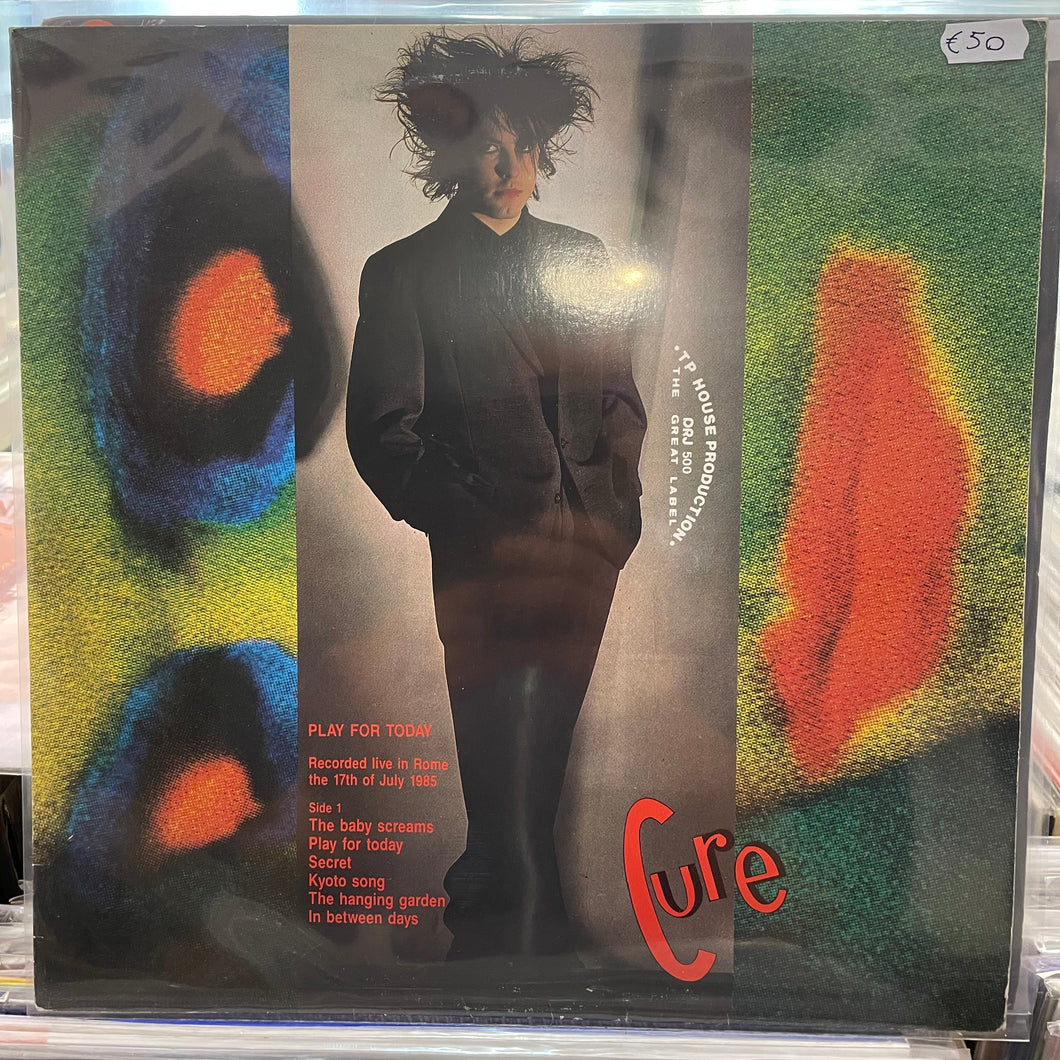 €50
• TP HOUSE PRODUCTION •
DRJ 500
THE GREAT LABEL
PLAY FOR TODAY
Recorded live in Rome
the 17th of July 1985
Side 1
The baby screams
Play for today
Secret
Kyoto song
The hanging garden
In between days
Cure